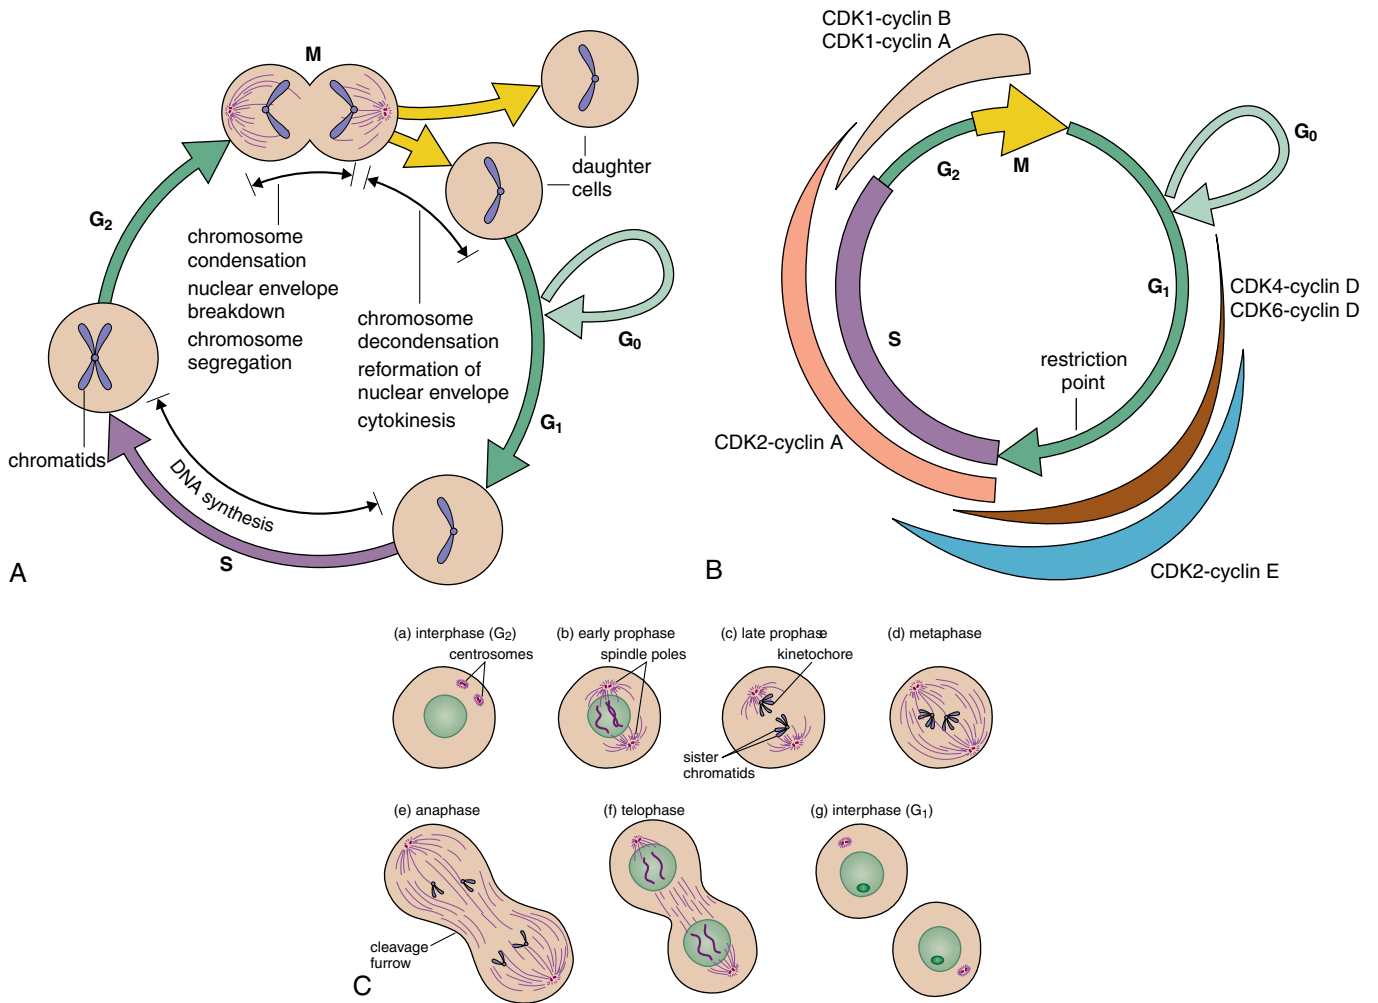 M
daughter
cells
G2
chromosome
condensation
nuclear envelope
breakdown
chromosome
segregation
chromosome
decondensation
reformation of
nuclear envelope
cytokinesis
G0
G1
chromatids
DNA synthesis
S
A
CDK1-cyclin B
CDK1-cyclin A
G2
M
G0
G1
CDK4-cyclin D
CDK6-cyclin D
S
restriction
point
CDK2-cyclin A
CDK2-cyclin E
B
(a) interphase (G2)
centrosomes
(b) early prophase
spindle poles
(c) late prophase
kinetochore
sister
chromatids
(d) metaphase
(e) anaphase
cleavage
furrow
(f) telophase
(g) interphase (G1)
C